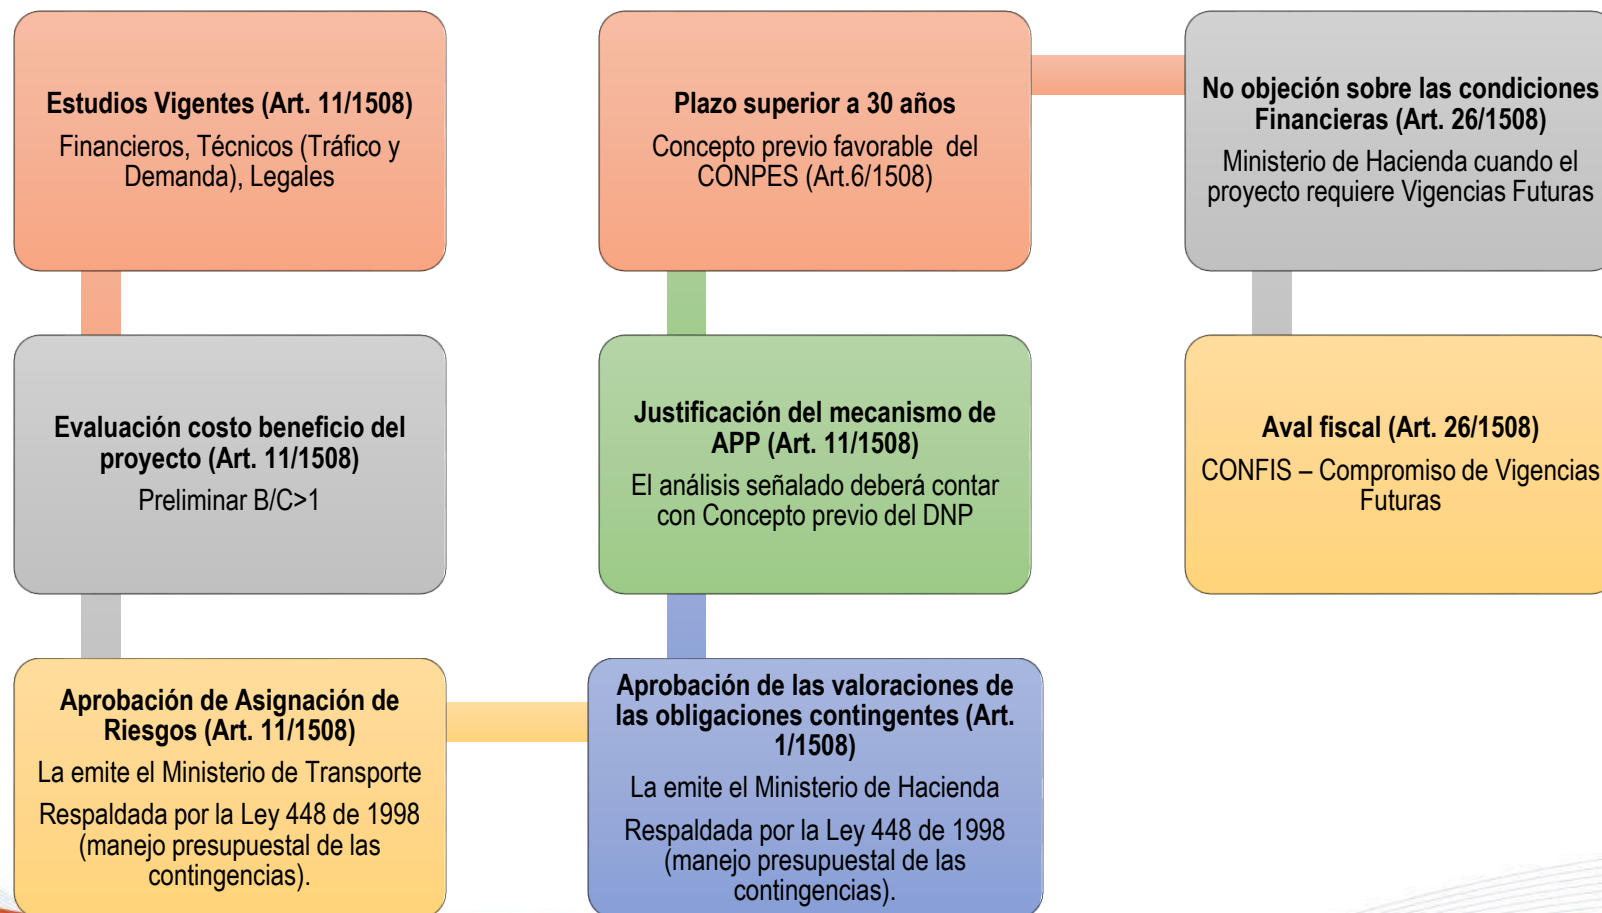 Estudios Vigentes (Art. 11/1508)
Financieros, Técnicos (Tráfico y
Demanda), Legales
Evaluación costo beneficio del
proyecto (Art. 11/1508)
Preliminar B/C>1
Aprobación de Asignación de
Riesgos (Art. 11/1508)
La emite el Ministerio de Transporte
Respaldada por la Ley 448 de 1998
(manejo presupuestal de las
contingencias).
Aprobación de las valoraciones de
las obligaciones contingentes (Art.
1/1508)
La emite el Ministerio de Hacienda
Respaldada por la Ley 448 de 1998
(manejo presupuestal de las
contingencias).
Justificación del mecanismo de
APP (Art. 11/1508)
El análisis señalado deberá contar
con Concepto previo del DNP
Plazo superior a 30 años
Concepto previo favorable del
CONPES (Art.6/1508)
No objeción sobre las condiciones
Financieras (Art. 26/1508)
Ministerio de Hacienda cuando el
proyecto requiere Vigencias Futuras
Aval fiscal (Art. 26/1508)
CONFIS – Compromiso de Vigencias
Futuras